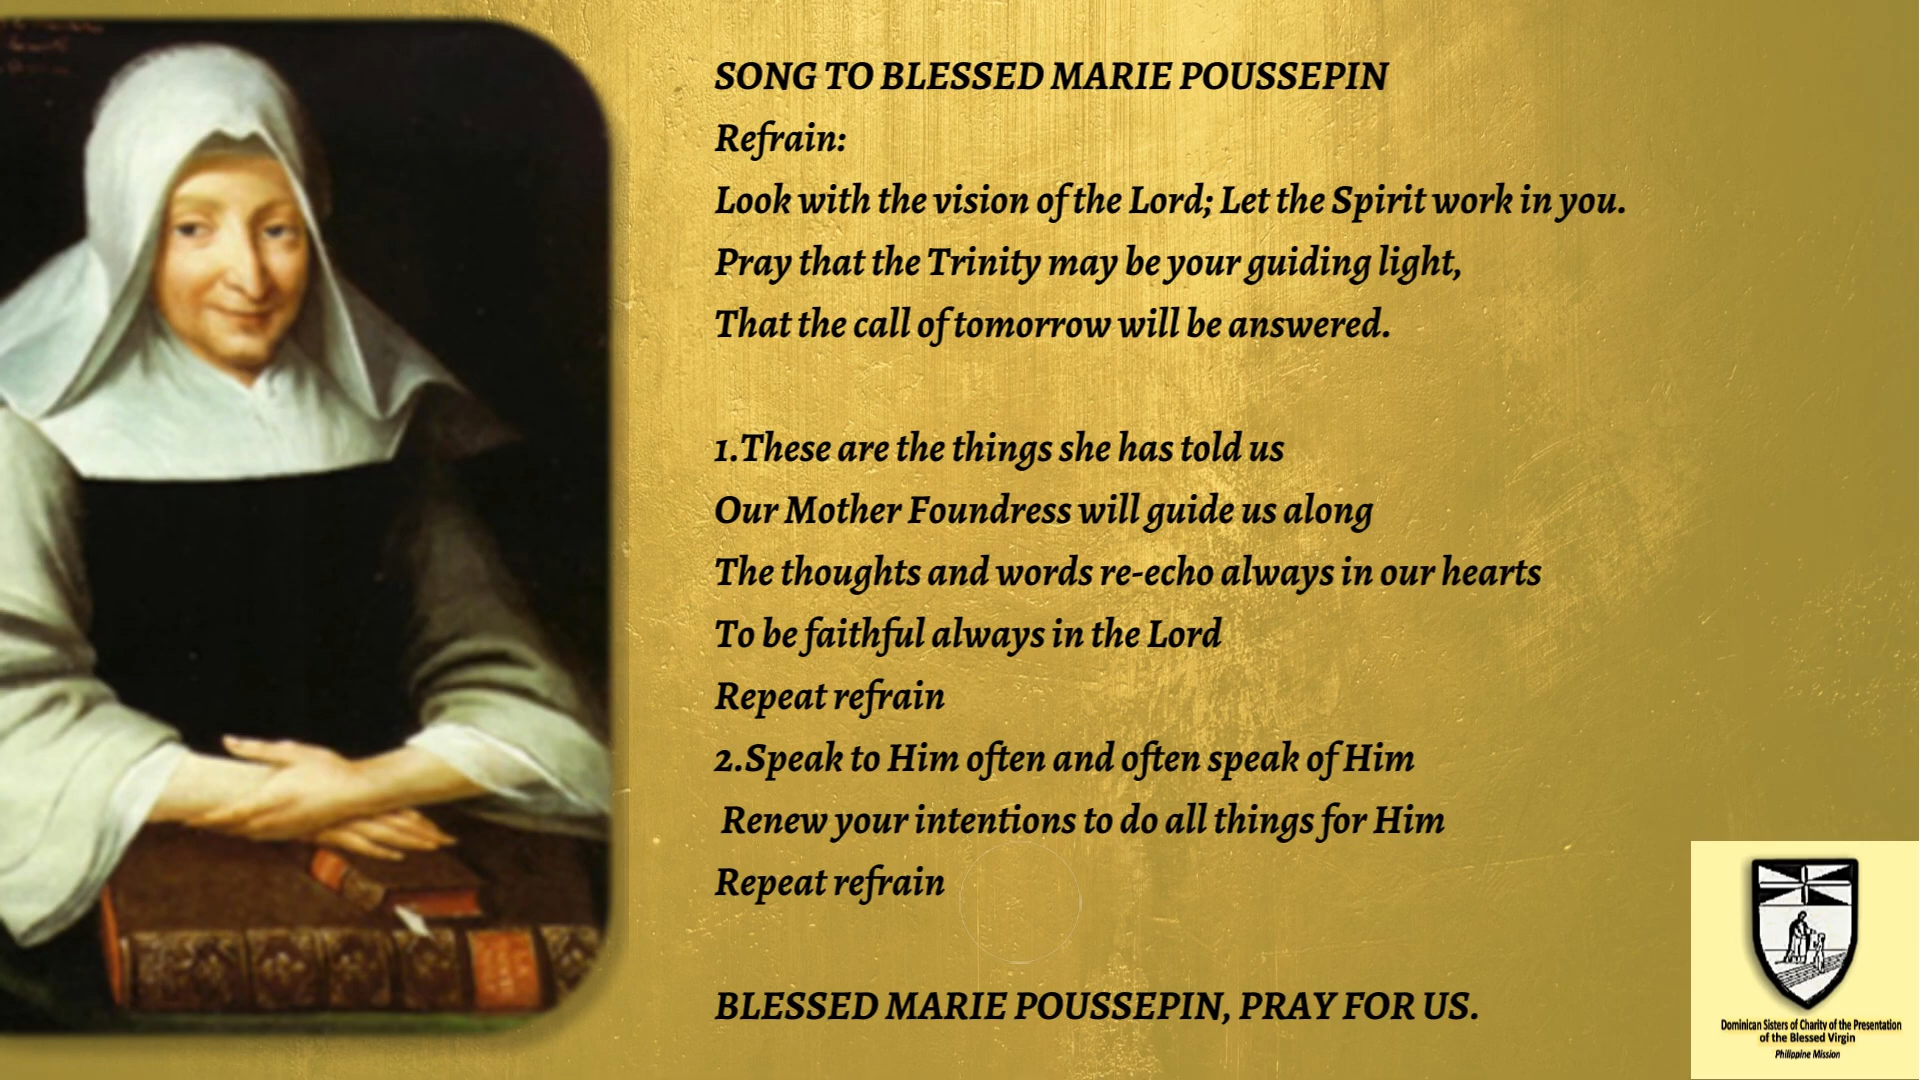 SONG TO BLESSED MARIE POUSSEPIN
Refrain:
Look with the vision of the Lord; Let the Spirit work in you.
Pray that the Trinity may be your guiding light,
That the call of tomorrow will be answered.
1.These are the things she has told us
Our Mother Foundress will guide us along
The thoughts and words re-echo always in our hearts
To be faithful always in the Lord
Repeat refrain
2.Speak to Him often and often speak of Him
Renew your intentions to do all things for Him
Repeat refrain
BLESSED MARIE POUSSEPIN, PRAY FOR US.
Dominican Sisters of Charity of the Presentation
of the Blessed Virgin
Philippine Mission